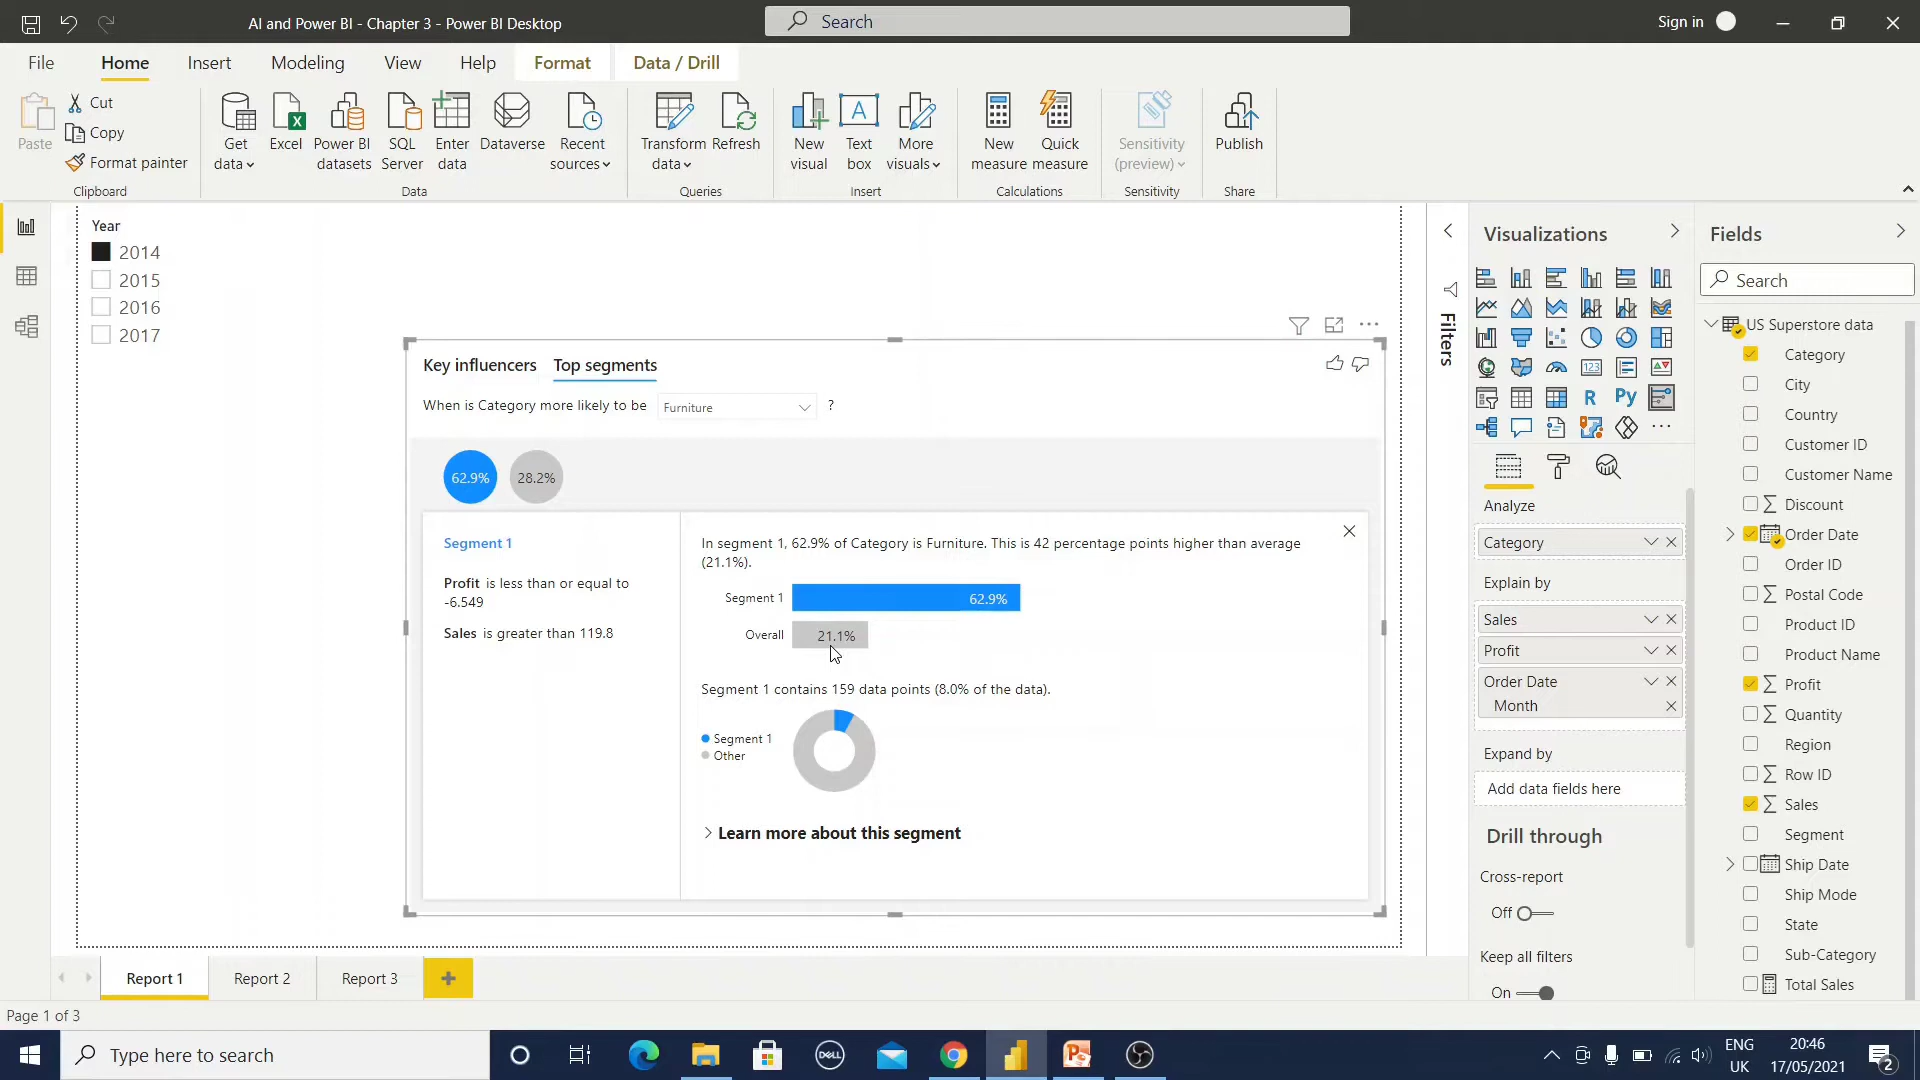 AI and Power BI - Chapter 3 - Power BI Desktop
Search
Sign in
File
Home
Insert
Modeling
View
Help
Format
Data / Drill
Paste
Cut
Copy
Format painter
Clipboard
Get
data
Excel
Power BI
datasets
SQL
Server
Enter
data
Dataverse
Recent
sources
Data
Transform
data
Refresh
Queries
New
visual
Text
box
More
visuals
Insert
New
measure
Quick
measure
Calculations
Sensitivity
(preview)
Sensitivity
Publish
Share
Year
2014
2015
2016
2017
Key influencers
Top segments
When is Category more likely to be
Furniture
?
62.9%
28.2%
Segment 1
Profit is less than or equal to
-6.549
Sales is greater than 119.8
In segment 1, 62.9% of Category is Furniture. This is 42 percentage points higher than average
(21.1%).
Segment 1
62.9%
Overall
21.1%
Segment 1 contains 159 data points (8.0% of the data).
Segment 1
Other
Learn more about this segment
Filters
Visualizations
123
R
Py
Analyze
Category
Explain by
Sales
Profit
Order Date
Month
Expand by
Add data fields here
Drill through
Cross-report
Off
Keep all filters
On
Fields
Search
US Superstore data
Category
City
Country
Customer ID
Customer Name
Discount
Order Date
Order ID
Postal Code
Product ID
Product Name
Profit
Quantity
Region
Row ID
Sales
Segment
Ship Date
Ship Mode
State
Sub-Category
Total Sales
Report 1
Report 2
Report 3
Page 1 of 3
Type here to search
DELL
ENG
UK
20:46
17/05/2021
2